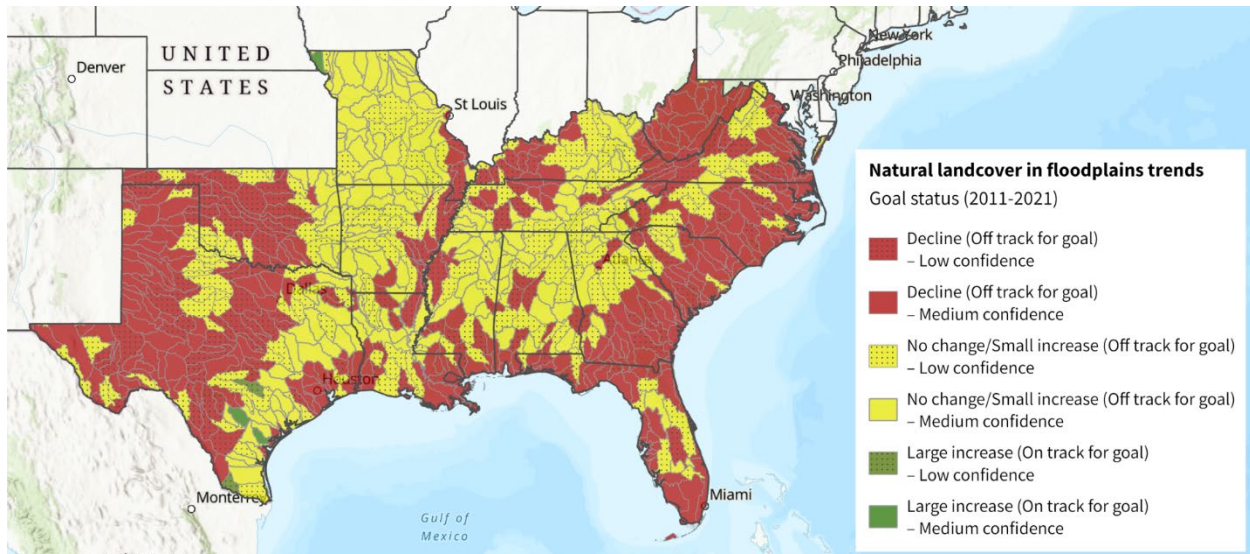 New York
Philadelphia
Denver
UNITED
STATES
Washington
St Louis
Natural landcover in floodplains trends
Goal status (2011-2021)
Decline (Off track for goal)
– Low confidence
Decline (Off track for goal)
– Medium confidence
No change/Small increase (Off track for goal)
– Low confidence
No change/Small increase (Off track for goal)
– Medium confidence
Large increase (On track for goal)
– Low confidence
Large increase (On track for goal)
– Medium confidence
Atlanta
Dallas
Houston
Monterrey
Miami
Gulf of
Mexico